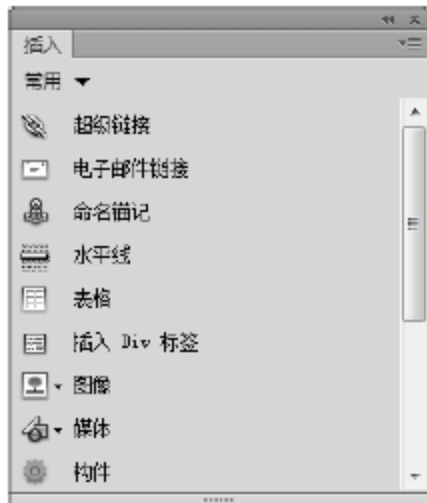 插入
常用
超级链接
电子邮件链接
命名锚记
水平线
表格
插入 Div 标签
图像
媒体
构件